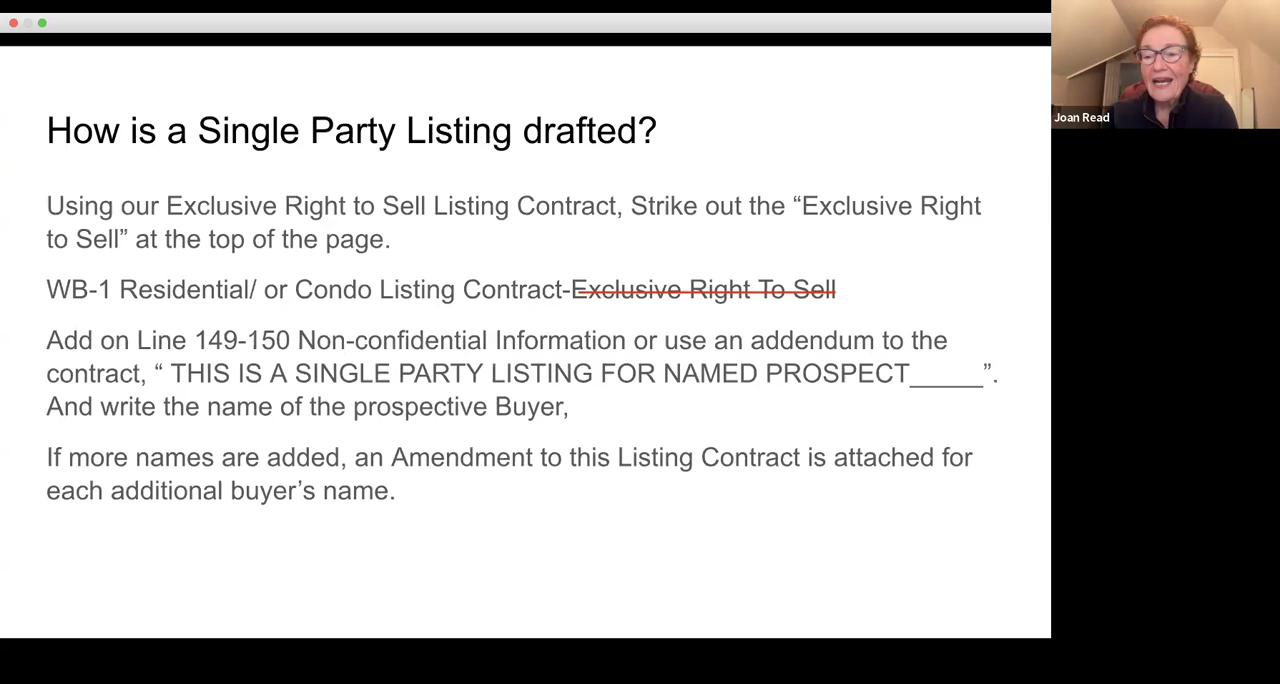 How is a Single Party Listing drafted?
Using our Exclusive Right to Sell Listing Contract, Strike out the “Exclusive Right
to Sell” at the top of the page.
WB-1 Residential/ or Condo Listing Contract-Exclusive Right To Sell
Add on Line 149-150 Non-confidential Information or use an addendum to the
contract, “ THIS IS A SINGLE PARTY LISTING FOR NAMED PROSPECT_____”.
And write the name of the prospective Buyer,
If more names are added, an Amendment to this Listing Contract is attached for
each additional buyer’s name.
Joan Read